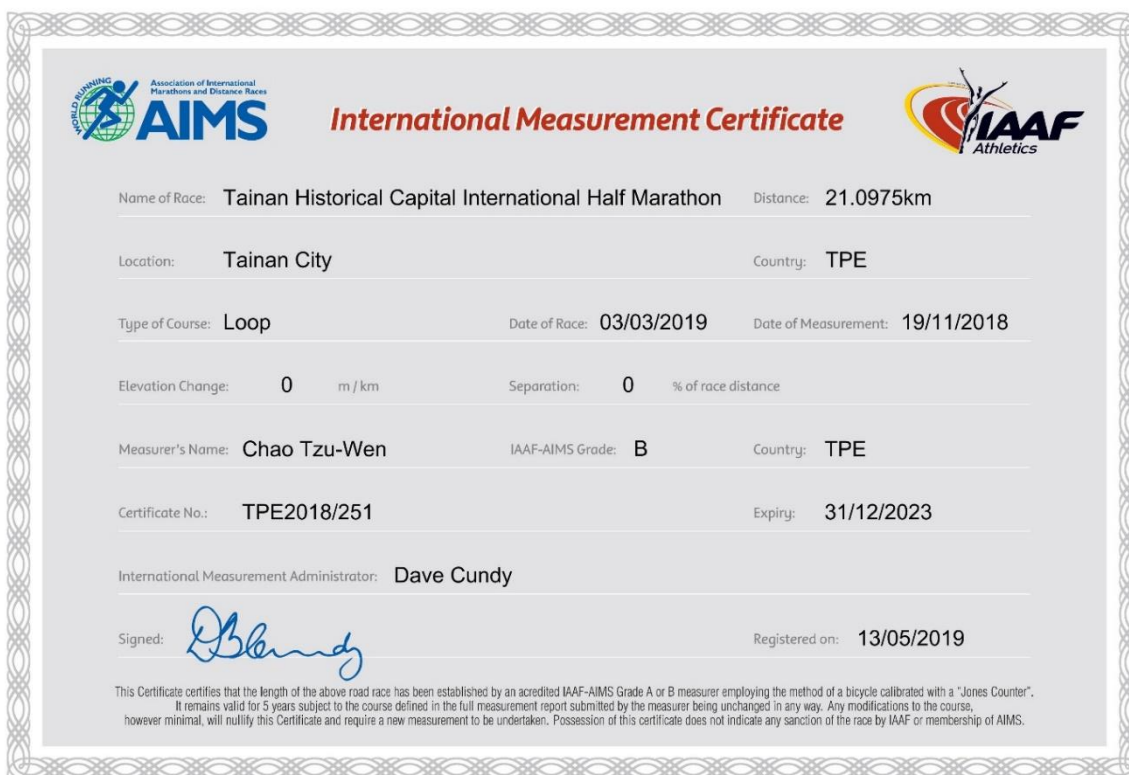 WORLD RUNNING
Association of International
Marathons and Distance Races
AIMS
International Measurement Certificate
IAAF
Athletics
Name of Race: Tainan Historical Capital International Half Marathon Distance: 21.0975km
Location: Tainan City Country: TPE
Type of Course: Loop Date of Race: 03/03/2019 Date of Measurement: 19/11/2018
Elevation Change: 0 m / km Separation: 0 % of race distance
Measurer's Name: Chao Tzu-Wen IAAF-AIMS Grade: B Country: TPE
Certificate No.: TPE2018/251 Expiry: 31/12/2023
International Measurement Administrator: Dave Cundy
Signed: Registered on: 13/05/2019
This Certificate certifies that the length of the above road race has been established by an acredited IAAF-AIMS Grade A or B measurer employing the method of a bicycle calibrated with a "Jones Counter".
It remains valid for 5 years subject to the course defined in the full measurement report submitted by the measurer being unchanged in any way. Any modifications to the course,
however minimal, will nullify this Certificate and require a new measurement to be undertaken. Possession of this certificate does not indicate any sanction of the race by IAAF or membership of AIMS.